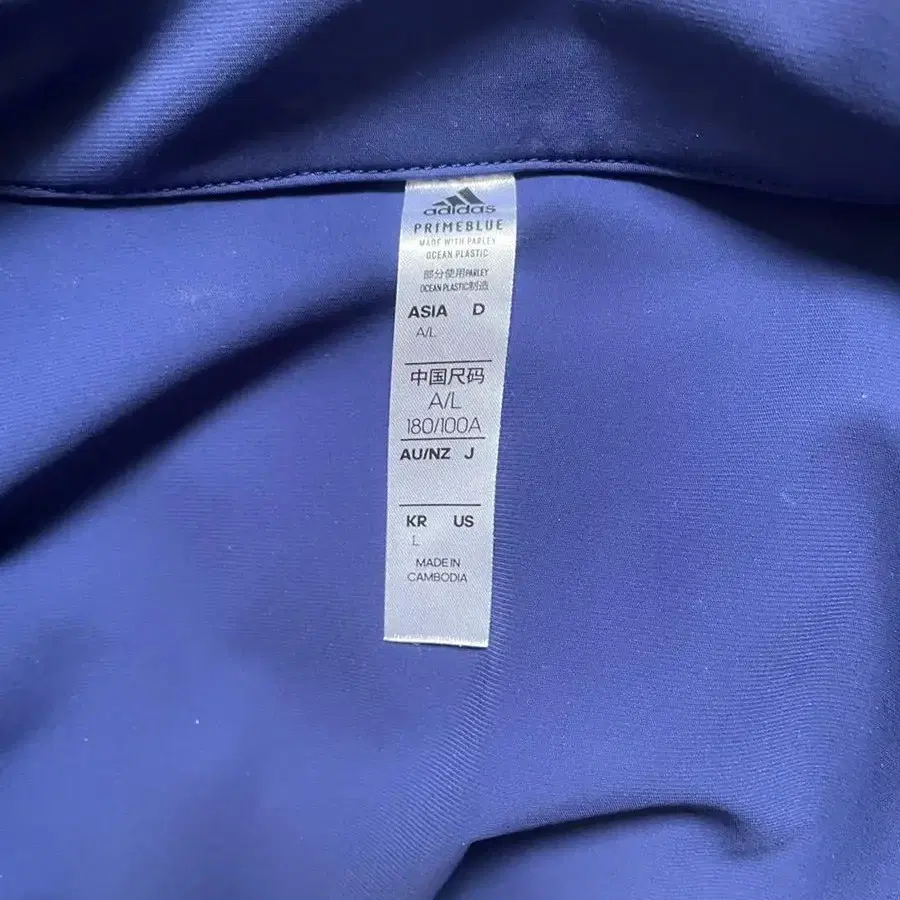 adidas
PRIMEBLUE
MADE WITH PARLEY
OCEAN PLASTIC
部分使用PARLEY
OCEAN PLASTIC制造
ASIA D
A/L
中国尺码
A/L
180/100A
AU/NZ J
KR US
L
MADE IN
CAMBODIA